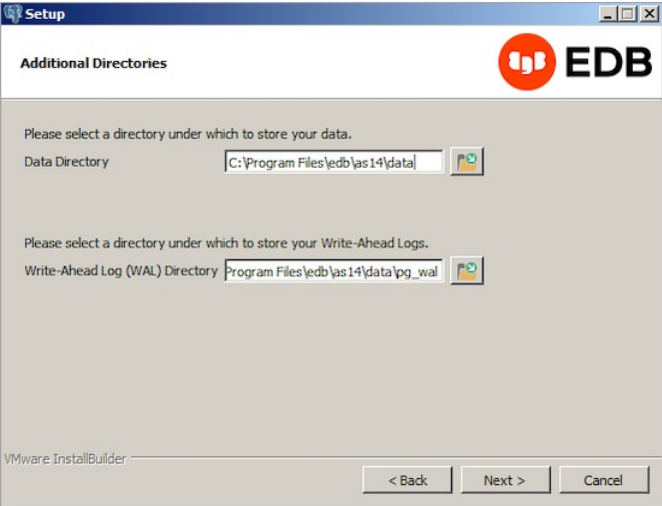 Setup
Additional Directories
EDB
Please select a directory under which to store your data.
Data Directory
C:\Program Files\edb\as14\data
Please select a directory under which to store your Write-Ahead Logs.
Write-Ahead Log (WAL) Directory
Program Files\edb\as14\data\pg_wal
VMware InstallBuilder
< Back
Next >
Cancel